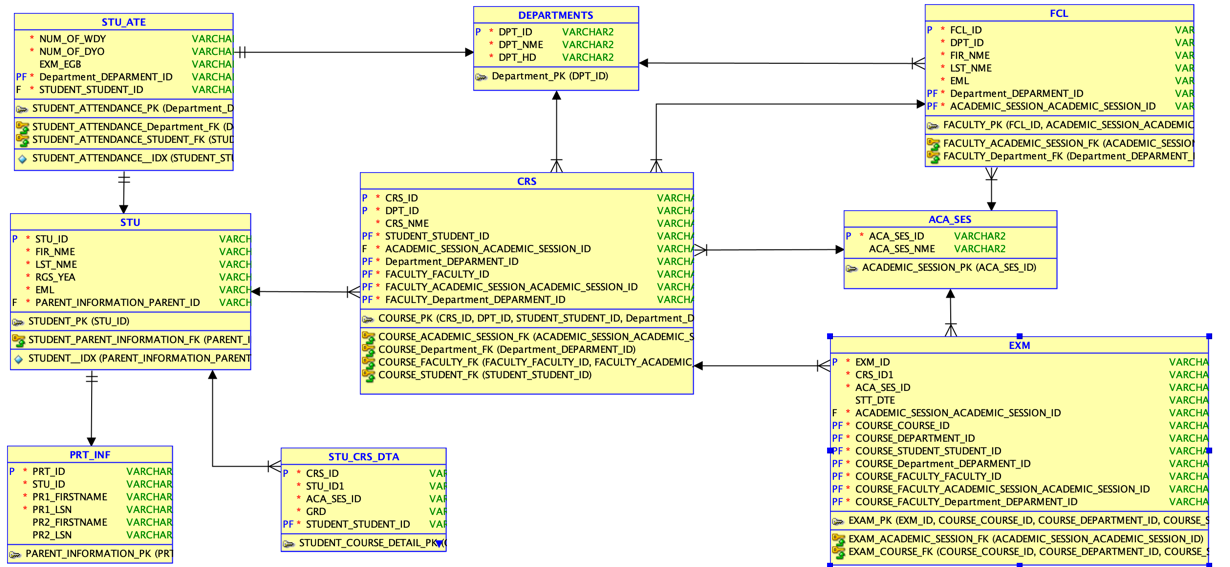 STU_ATE
* NUM_OF_WDY VARCHA
* NUM_OF_DYO VARCHA
EXM_EGB VARCHA
PF * Department_DEPARMENT_ID VARCHA
F * STUDENT_STUDENT_ID VARCHA
STUDENT_ATTENDANCE_PK (Department_D
STUDENT_ATTENDANCE_Department_FK (D
STUDENT_ATTENDANCE_STUDENT_FK (STUD
STUDENT_ATTENDANCE__IDX (STUDENT_STU
DEPARTMENTS
P * DPT_ID VARCHAR2
* DPT_NME VARCHAR2
* DPT_HD VARCHAR2
Department_PK (DPT_ID)
FCL
P * FCL_ID VAR
* DPT_ID VAR
* FIR_NME VAR
* LST_NME VAR
* EML VAR
PF * Department_DEPARMENT_ID VAR
PF * ACADEMIC_SESSION_ACADEMIC_SESSION_ID VAR
FACULTY_PK (FCL_ID, ACADEMIC_SESSION_ACADEMIC
FACULTY_ACADEMIC_SESSION_FK (ACADEMIC_SESSION
FACULTY_Department_FK (Department_DEPARMENT_I
STU
P * STU_ID VARCH
* FIR_NME VARCH
* LST_NME VARCH
* RGS_YEA VARCH
* EML VARCH
F * PARENT_INFORMATION_PARENT_ID VARCH
STUDENT_PK (STU_ID)
STUDENT_PARENT_INFORMATION_FK (PARENT_I
STUDENT__IDX (PARENT_INFORMATION_PARENT
CRS
P * CRS_ID VARCHA
P * DPT_ID VARCHA
* CRS_NME VARCHA
PF * STUDENT_STUDENT_ID VARCHA
F * ACADEMIC_SESSION_ACADEMIC_SESSION_ID VARCHA
PF * Department_DEPARMENT_ID VARCHA
PF * FACULTY_FACULTY_ID VARCHA
PF * FACULTY_ACADEMIC_SESSION_ACADEMIC_SESSION_ID VARCHA
PF * FACULTY_Department_DEPARMENT_ID VARCHA
COURSE_PK (CRS_ID, DPT_ID, STUDENT_STUDENT_ID, Department_D
COURSE_ACADEMIC_SESSION_FK (ACADEMIC_SESSION_ACADEMIC_S
COURSE_Department_FK (Department_DEPARMENT_ID)
COURSE_FACULTY_FK (FACULTY_FACULTY_ID, FACULTY_ACADEMIC
COURSE_STUDENT_FK (STUDENT_STUDENT_ID)
ACA_SES
P * ACA_SES_ID VARCHAR2
ACA_SES_NME VARCHAR2
ACADEMIC_SESSION_PK (ACA_SES_ID)
EXM
P * EXM_ID VARCHA
* CRS_ID1 VARCHA
* ACA_SES_ID VARCHA
STT_DTE VARCHA
F * ACADEMIC_SESSION_ACADEMIC_SESSION_ID VARCHA
PF * COURSE_COURSE_ID VARCHA
PF * COURSE_DEPARTMENT_ID VARCHA
PF * COURSE_STUDENT_STUDENT_ID VARCHA
PF * COURSE_Department_DEPARMENT_ID VARCHA
PF * COURSE_FACULTY_FACULTY_ID VARCHA
PF * COURSE_FACULTY_ACADEMIC_SESSION_ACADEMIC_SESSION_ID VARCHA
PF * COURSE_FACULTY_Department_DEPARMENT_ID VARCHA
EXAM_PK (EXM_ID, COURSE_COURSE_ID, COURSE_DEPARTMENT_ID, COURSE_S
EXAM_ACADEMIC_SESSION_FK (ACADEMIC_SESSION_ACADEMIC_SESSION_ID)
EXAM_COURSE_FK (COURSE_COURSE_ID, COURSE_DEPARTMENT_ID, COURSE_S
PRT_INF
P * PRT_ID VARCHAR
* STU_ID VARCHAR
* PR1_FIRSTNAME VARCHAR
* PR1_LSN VARCHAR
PR2_FIRSTNAME VARCHAR
PR2_LSN VARCHAR
PARENT_INFORMATION_PK (PRT
STU_CRS_DTA
P * CRS_ID VAR
* STU_ID1 VAR
* ACA_SES_ID VAR
* GRD VAR
PF * STUDENT_STUDENT_ID VAR
STUDENT_COURSE_DETAIL_PK